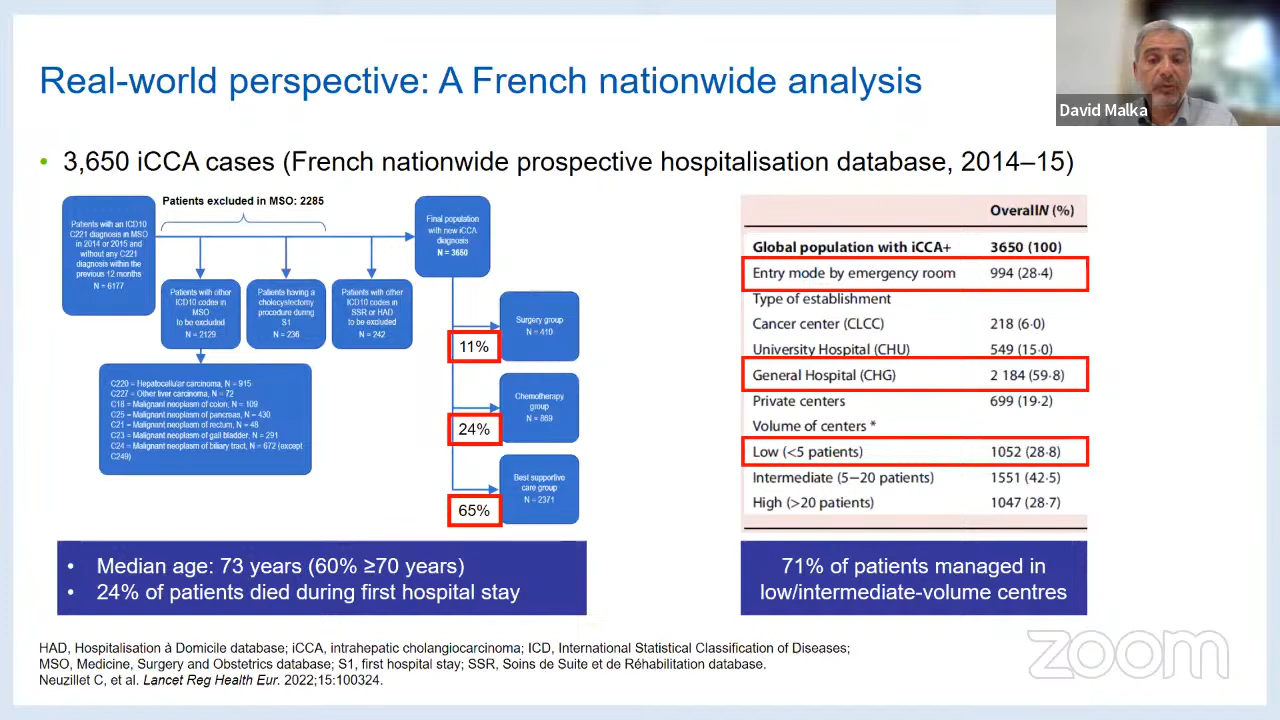 Real-world perspective: A French nationwide analysis
David Malka
• 3,650 iCCA cases (French nationwide prospective hospitalisation database, 2014–15)
Patients with an ICD10
C221 diagnosis in MSO
in 2014 or 2015 and
without any C221
diagnosis within the
previous 12 months
N = 6177
Patients excluded in MSO: 2285
Patients with other
ICD10 codes in
MSO
to be excluded
N = 2129
Patients having a
cholecystectomy
procedure during
S1
N = 236
Patients with other
ICD10 codes in
SSR or HAD
to be excluded
N = 242
Final population
with new iCCA
diagnosis
N = 3650
C220 = Hepatocellular carcinoma, N = 915
C227 = Other liver carcinoma, N = 72
C18 = Malignant neoplasm of colon, N = 109
C25 = Malignant neoplasm of pancreas, N = 430
C21 = Malignant neoplasm of rectum, N = 48
C23 = Malignant neoplasm of gall bladder, N = 291
C24 = Malignant neoplasm of biliary tract, N = 672 (except
C249)
11%
Surgery group
N = 410
24%
Chemotherapy
group
N = 869
65%
Best supportive
care group
N = 2371
Overall N (%)
Global population with iCCA+ 3650 (100)
Entry mode by emergency room 994 (28·4)
Type of establishment
Cancer center (CLCC) 218 (6·0)
University Hospital (CHU) 549 (15·0)
General Hospital (CHG) 2 184 (59·8)
Private centers 699 (19·2)
Volume of centers *
Low (<5 patients) 1052 (28·8)
Intermediate (5−20 patients) 1551 (42·5)
High (>20 patients) 1047 (28·7)
• Median age: 73 years (60% ≥70 years)
• 24% of patients died during first hospital stay
71% of patients managed in
low/intermediate-volume centres
HAD, Hospitalisation à Domicile database; iCCA, intrahepatic cholangiocarcinoma; ICD, International Statistical Classification of Diseases;
MSO, Medicine, Surgery and Obstetrics database; S1, first hospital stay; SSR, Soins de Suite et de Réhabilitation database.
Neuzillet C, et al. Lancet Reg Health Eur. 2022;15:100324.
zoom